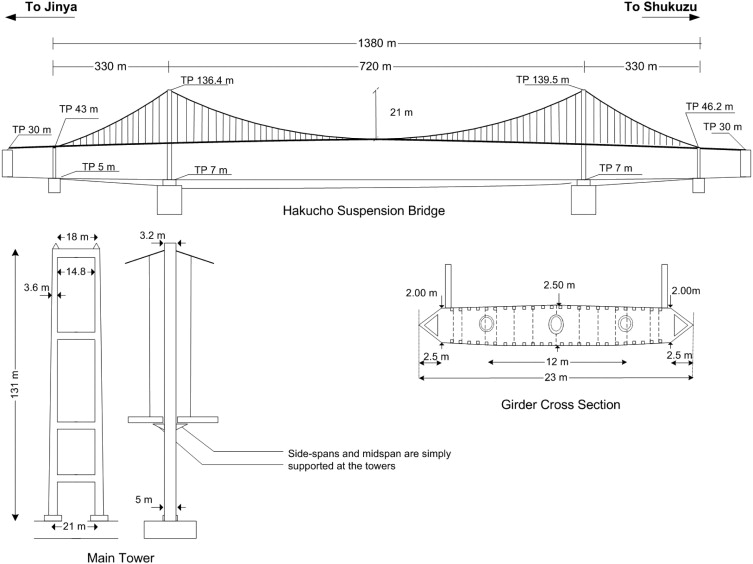 To Jinya
To Shukuzu
1380 m
330 m
720 m
330 m
TP 136.4 m
TP 139.5 m
TP 43 m
21 m
TP 46.2 m
TP 30 m
TP 30 m
TP 5 m
TP 7 m
TP 7 m
Hakucho Suspension Bridge
18 m
3.2 m
14.8
3.6 m
2.50 m
2.00 m
2.00m
131 m
2.5 m
12 m
2.5 m
23 m
Girder Cross Section
Side-spans and midspan are simply
supported at the towers
5 m
21 m
Main Tower